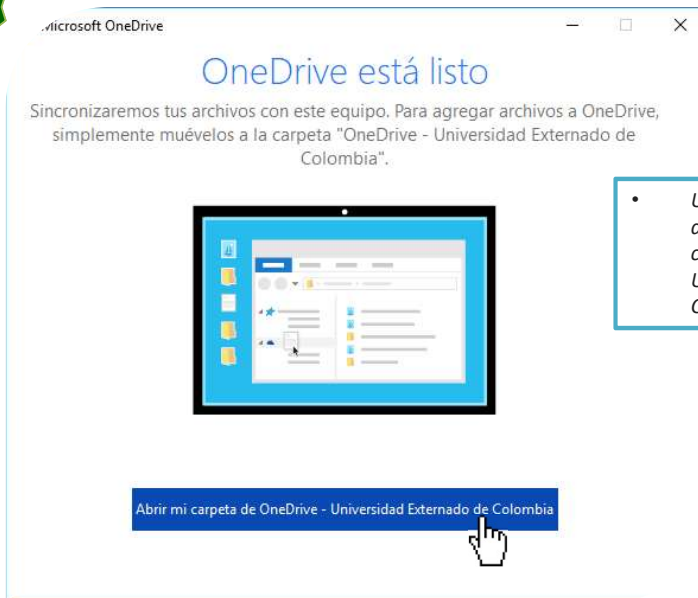 Microsoft OneDrive
OneDrive está listo
Sincronizaremos tus archivos con este equipo. Para agregar archivos a OneDrive,
simplemente muévelos a la carpeta "OneDrive - Universidad Externado de
Colombia".
Abrir mi carpeta de OneDrive - Universidad Externado de Colombia